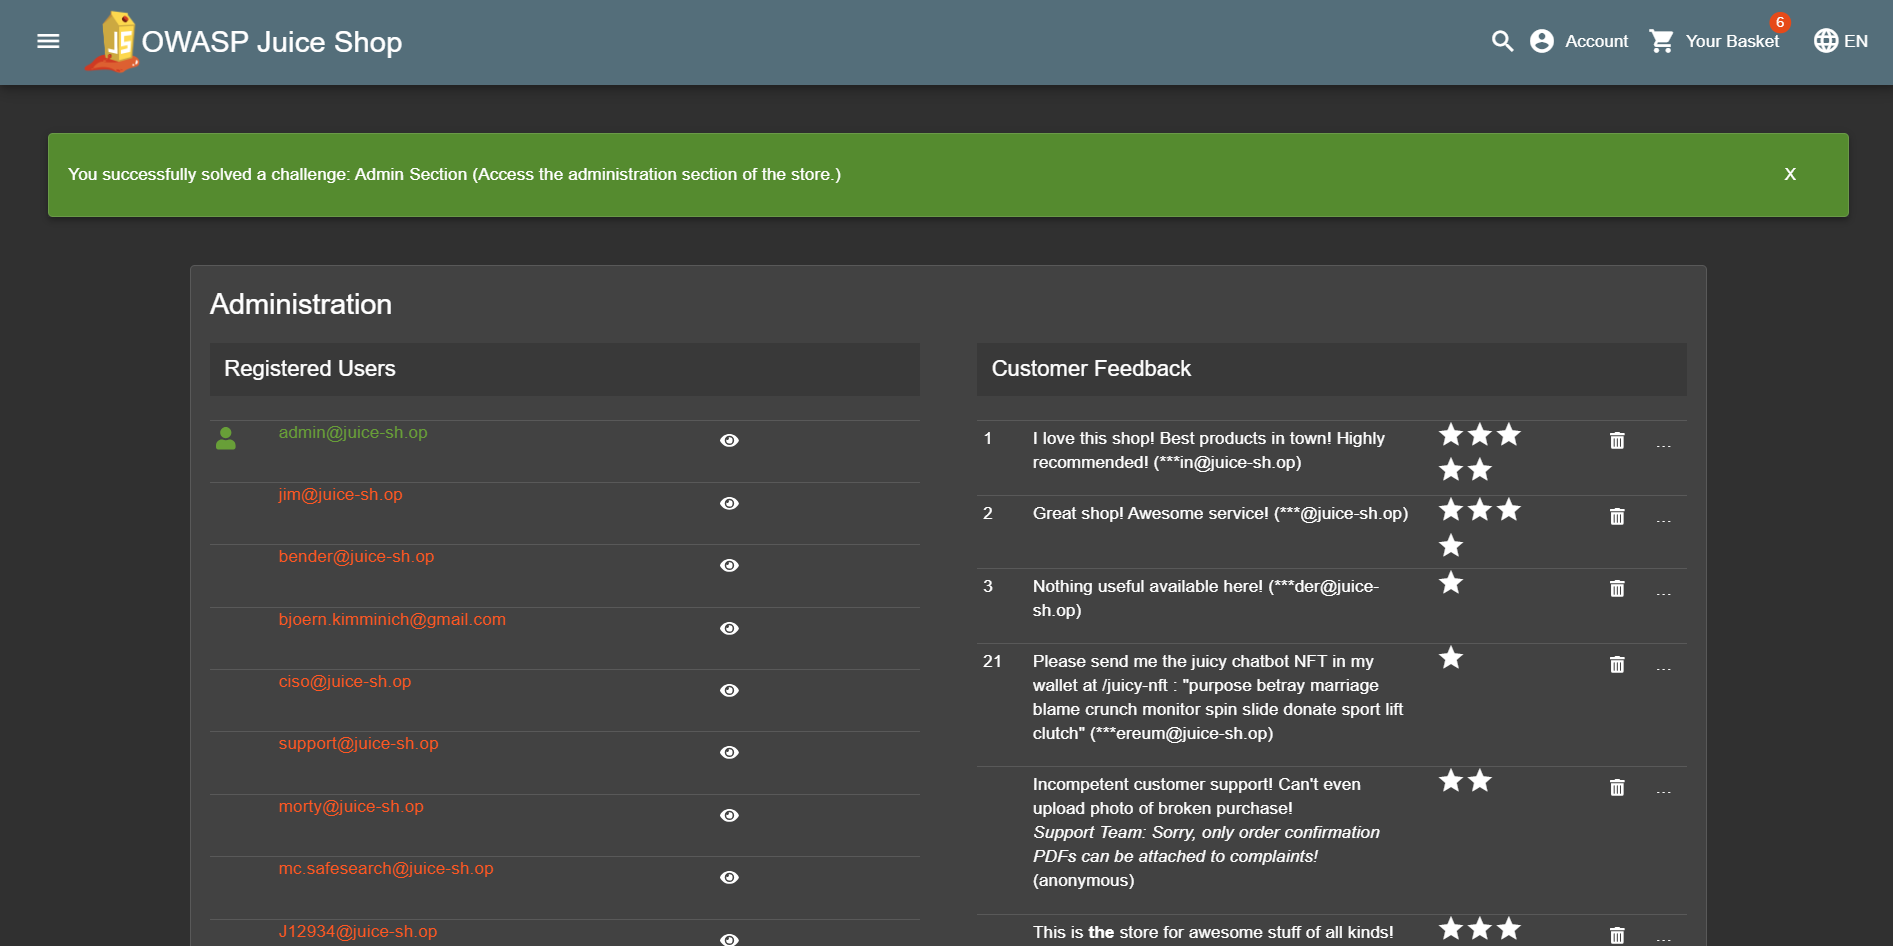 JS OWASP Juice Shop
Account
Your Basket
6
EN
You successfully solved a challenge: Admin Section (Access the administration section of the store.)
X
Administration
Registered Users
admin@juice-sh.op
jim@juice-sh.op
bender@juice-sh.op
bjoern.kimminich@gmail.com
ciso@juice-sh.op
support@juice-sh.op
morty@juice-sh.op
mc.safesearch@juice-sh.op
J12934@juice-sh.op
Customer Feedback
1
I love this shop! Best products in town! Highly
recommended! (***in@juice-sh.op)
...
2
Great shop! Awesome service! (***@juice-sh.op)
...
3
Nothing useful available here! (***der@juice-
sh.op)
...
21
Please send me the juicy chatbot NFT in my
wallet at /juicy-nft : "purpose betray marriage
blame crunch monitor spin slide donate sport lift
clutch" (***ereum@juice-sh.op)
...
Incompetent customer support! Can't even
upload photo of broken purchase!
Support Team: Sorry, only order confirmation
PDFs can be attached to complaints!
(anonymous)
...
This is the store for awesome stuff of all kinds!
...